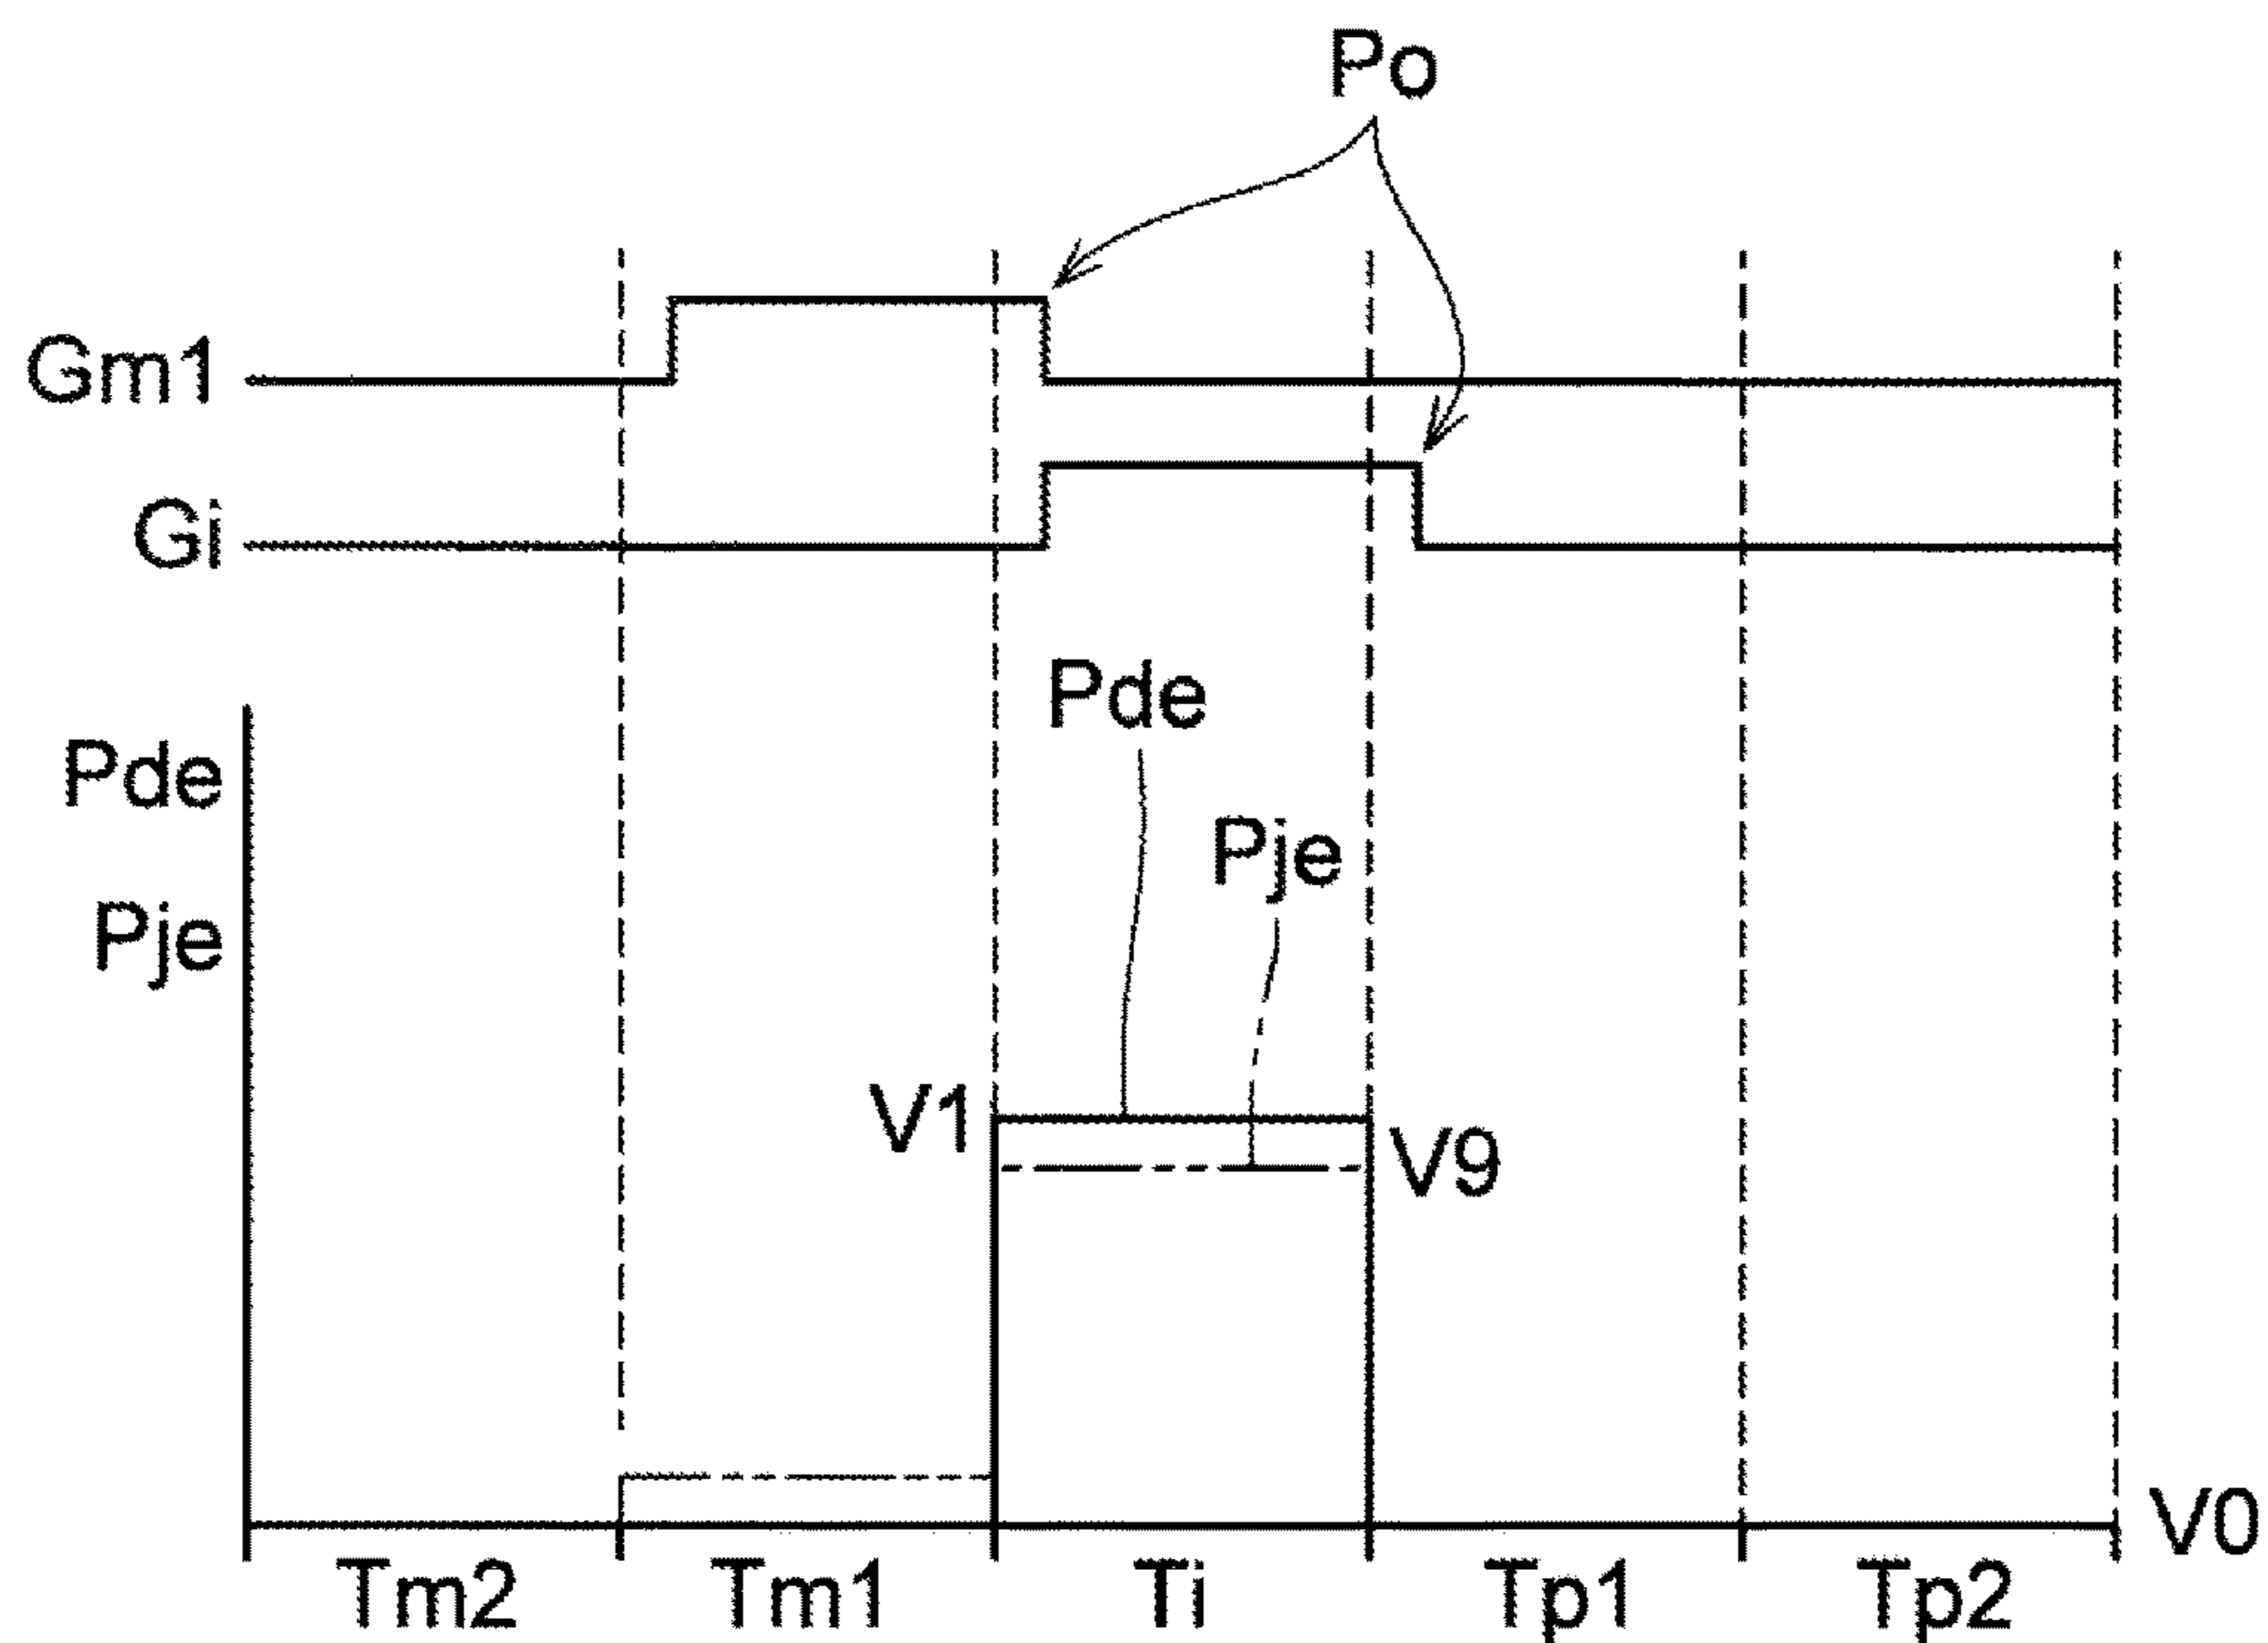 Po
Gm1
Gi
Pde
Pde
Pje
Pje
V1
V9
V0
Tm2 Tm1 Ti Tp1 Tp2